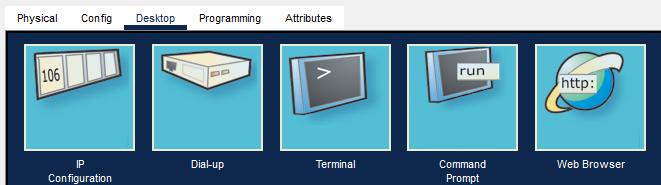 Physical Config Desktop Programming Attributes
106 > run http:
IP Configuration Dial-up Terminal Command Prompt Web Browser